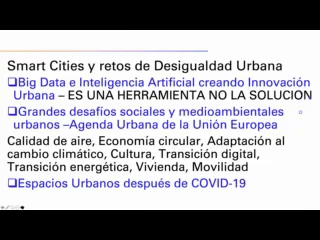 Smart Cities y retos de Desigualdad Urbana
❑Big Data e Inteligencia Artificial creando Innovación
Urbana – ES UNA HERRAMIENTA NO LA SOLUCION
❑Grandes desafíos sociales y medioambientales
urbanos –Agenda Urbana de la Unión Europea
Calidad de aire, Economía circular, Adaptación al
cambio climático, Cultura, Transición digital,
Transición energética, Vivienda, Movilidad
❑Espacios Urbanos después de COVID-19